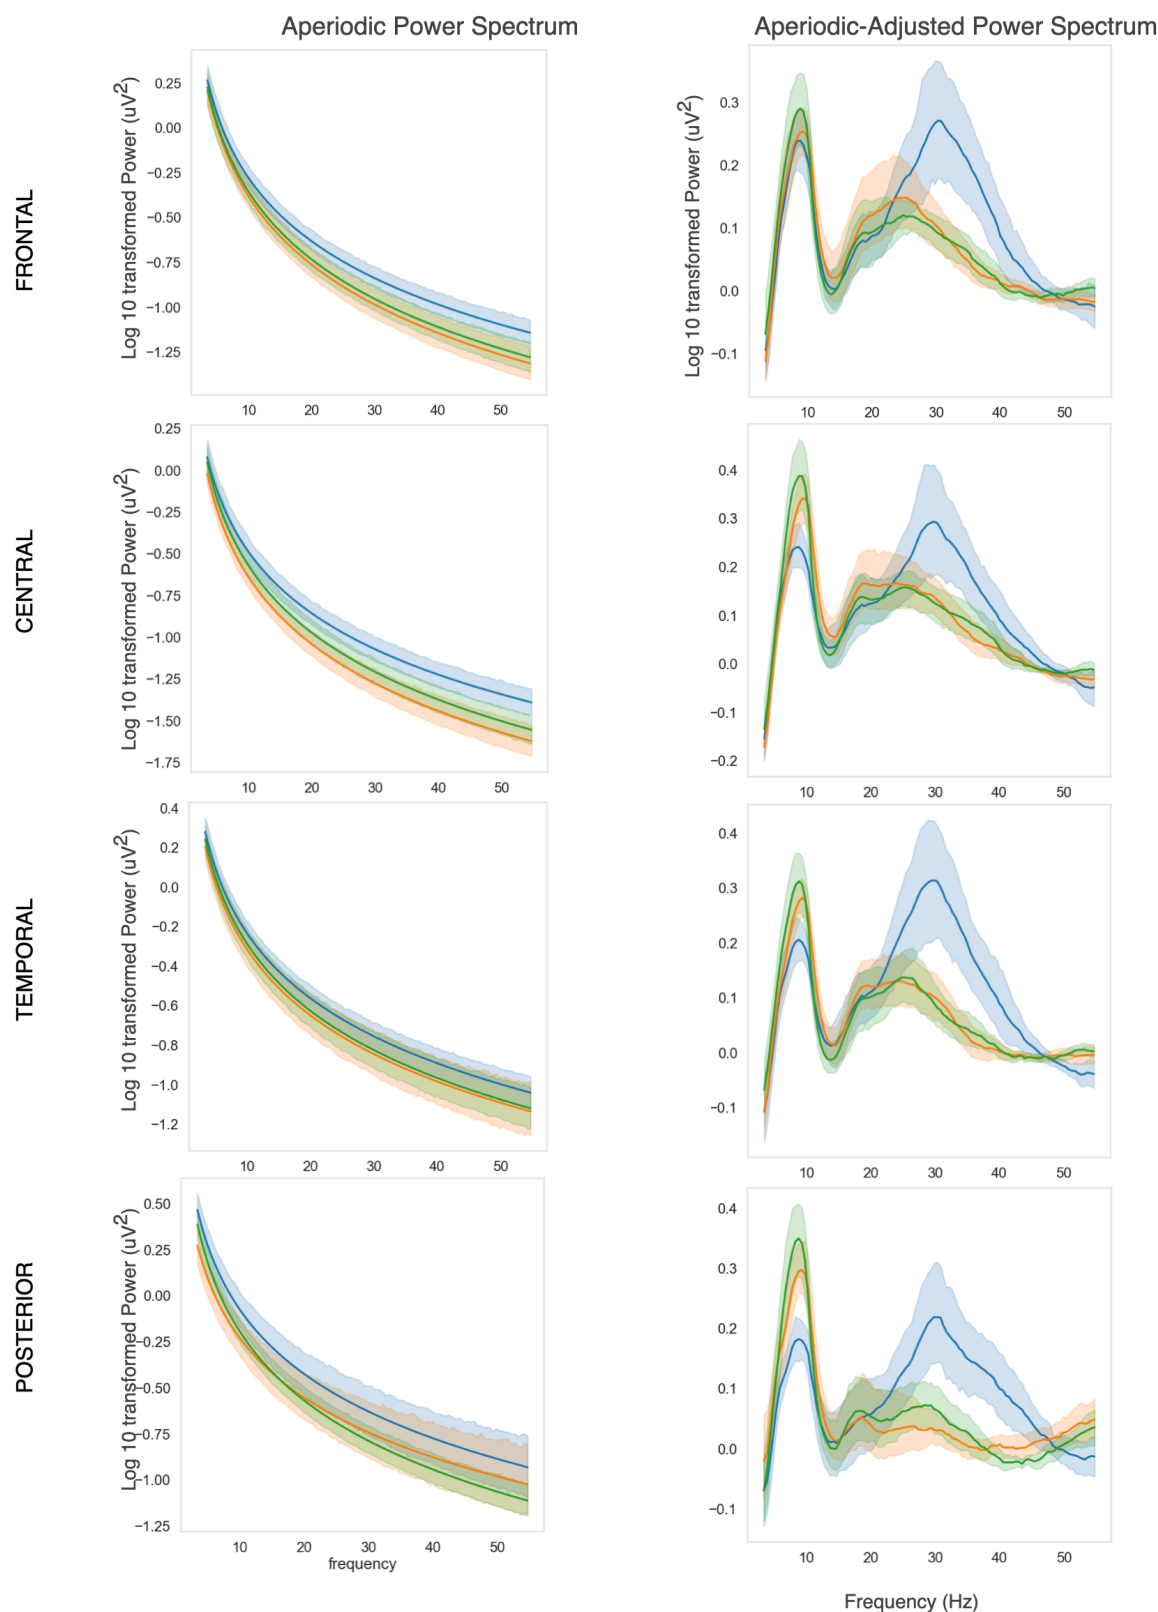 Aperiodic Power Spectrum
Aperiodic-Adjusted Power Spectrum
FRONTAL
Log 10 transformed Power (uV²)
0.25
0.00
−0.25
−0.50
−0.75
−1.00
−1.25
10 20 30 40 50
Log 10 transformed Power (uV²)
0.3
0.2
0.1
0.0
−0.1
10 20 30 40 50
CENTRAL
Log 10 transformed Power (uV²)
0.25
0.00
−0.25
−0.50
−0.75
−1.00
−1.25
−1.50
−1.75
10 20 30 40 50
0.4
0.3
0.2
0.1
0.0
−0.1
−0.2
10 20 30 40 50
TEMPORAL
Log 10 transformed Power (uV²)
0.4
0.2
0.0
−0.2
−0.4
−0.6
−0.8
−1.0
−1.2
10 20 30 40 50
0.4
0.3
0.2
0.1
0.0
−0.1
10 20 30 40 50
POSTERIOR
Log 10 transformed Power (uV²)
0.50
0.25
0.00
−0.25
−0.50
−0.75
−1.00
−1.25
10 20 30 40 50
frequency
0.4
0.3
0.2
0.1
0.0
−0.1
10 20 30 40 50
Frequency (Hz)